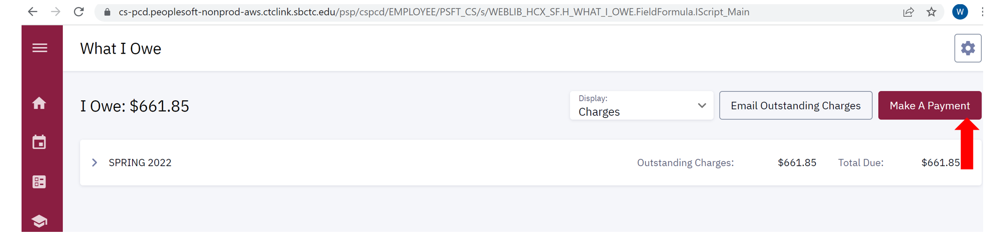 cs-pcd.peoplesoft-nonprod-aws.ctclink.sbctc.edu/psp/cspcd/EMPLOYEE/PSFT_CS/s/WEBLIB_HCX_SF.H_WHAT_I_OWE.FieldFormula.IScript_Main
W
What I Owe
I Owe: $661.85
Display:
Charges
Email Outstanding Charges
Make A Payment
SPRING 2022 Outstanding Charges: $661.85 Total Due: $661.85